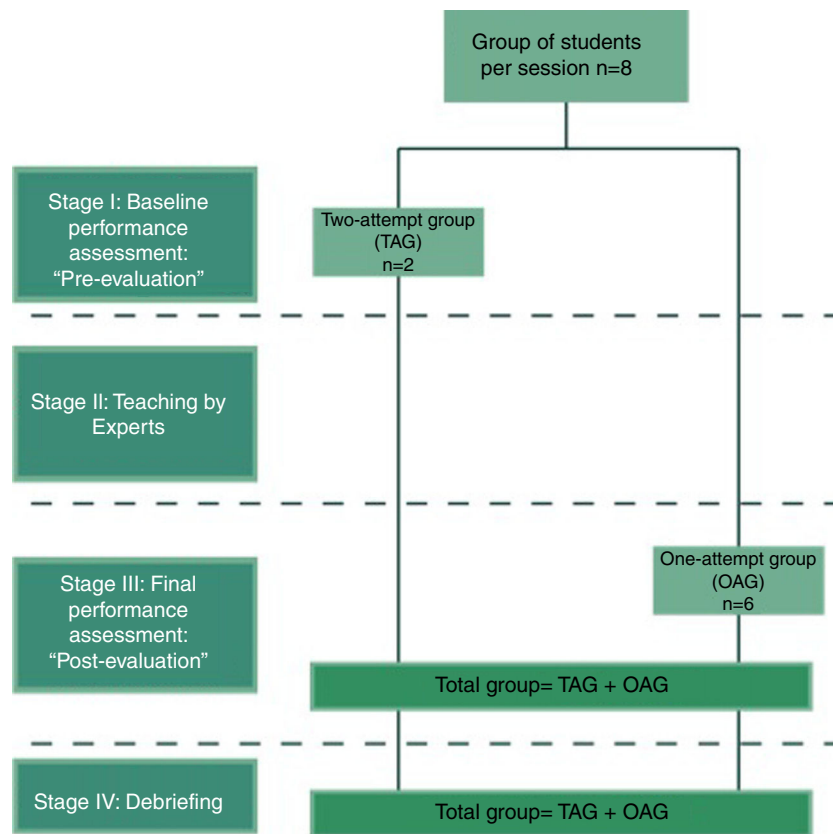 Group of students
per session n=8
Stage I: Baseline
performance
assessment:
“Pre-evaluation”
Two-attempt group
(TAG)
n=2
Stage II: Teaching by
Experts
Stage III: Final
performance
assessment:
“Post-evaluation”
One-attempt group
(OAG)
n=6
Total group= TAG + OAG
Stage IV: Debriefing
Total group= TAG + OAG